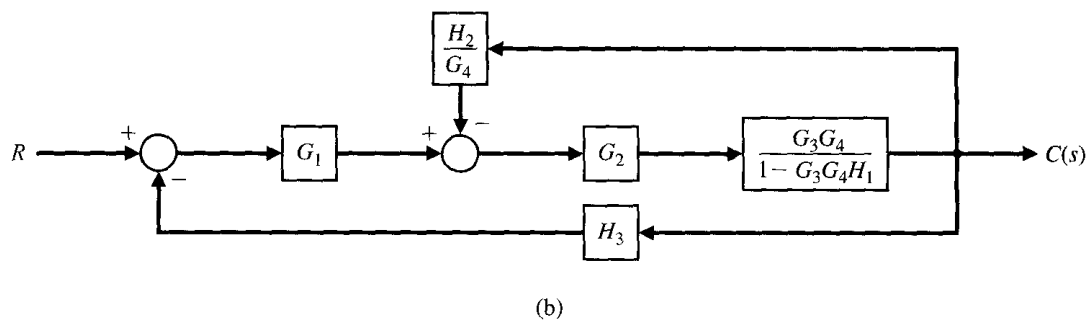 H₂
G₄
+
−
+
−
R
G₁
G₂
G₃G₄
1 − G₃G₄H₁
C(s)
H₃
(b)